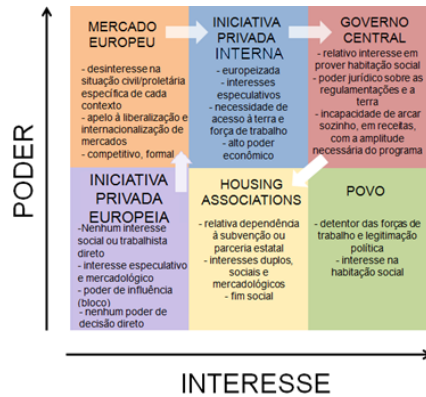 PODER
MERCADO
EUROPEU
- desinteresse na
situação civil/proletária
específica de cada
contexto
- apelo à liberalização e
internacionalização de
mercados
- competitivo, formal
INICIATIVA
PRIVADA
INTERNA
- europeizada
- interesses
especulativos
- necessidade de
acesso à terra e
força de trabalho
- alto poder
econômico
GOVERNO
CENTRAL
- relativo interesse em
prover habitação social
- poder jurídico sobre as
regulamentações e a
terra
- incapacidade de arcar
sozinho, em receitas,
com a amplitude
necessária do programa
INICIATIVA
PRIVADA
EUROPEIA
-Nenhum interesse
social ou trabalhista
direto
- interesse especulativo
e mercadológico
- poder de influência
(bloco)
- nenhum poder de
decisão direto
HOUSING
ASSOCIATIONS
- relativa dependência
à subvenção ou
parceria estatal
- interesses duplos,
sociais e
mercadológicos
- fim social
POVO
- detentor das forças de
trabalho e legitimação
política
- interesse na
habitação social
INTERESSE